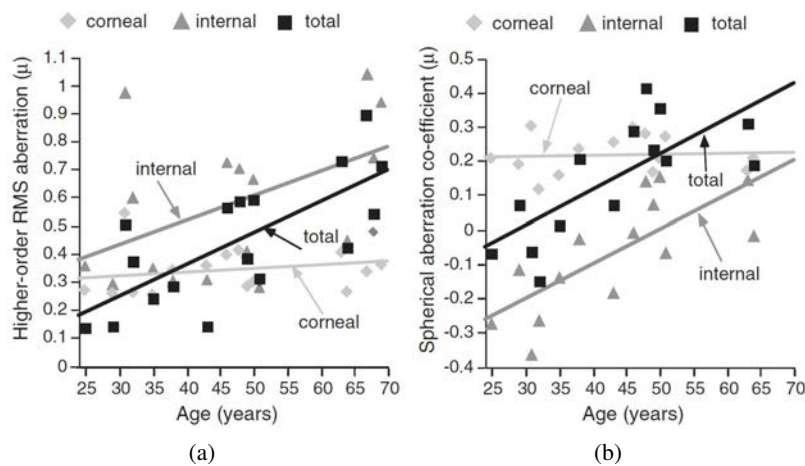 corneal internal total
Higher-order RMS aberration (μ)
1.1
1
0.9
0.8
0.7
0.6
0.5
0.4
0.3
0.2
0.1
0
internal
total
corneal
25 30 35 40 45 50 55 60 65 70
Age (years)
(a)
corneal internal total
Spherical aberration co-efficient (μ)
0.5
0.4
0.3
0.2
0.1
0
-0.1
-0.2
-0.3
-0.4
corneal
total
internal
25 30 35 40 45 50 55 60 65 70
Age (years)
(b)